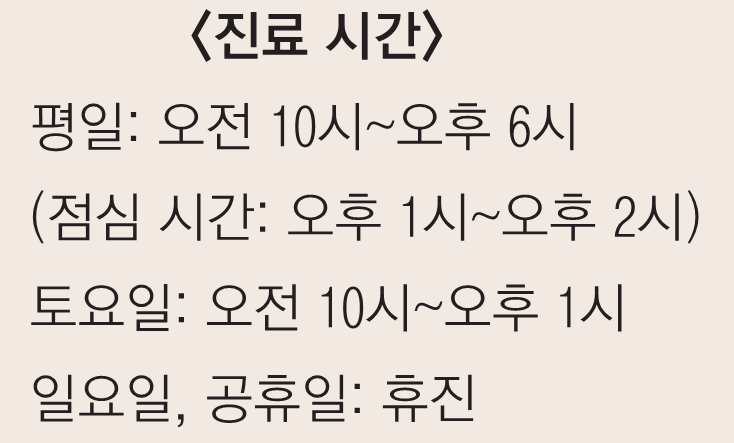 〈진료 시간〉
평일: 오전 10시~오후 6시
(점심 시간: 오후 1시~오후 2시)
토요일: 오전 10시~오후 1시
일요일, 공휴일: 휴진